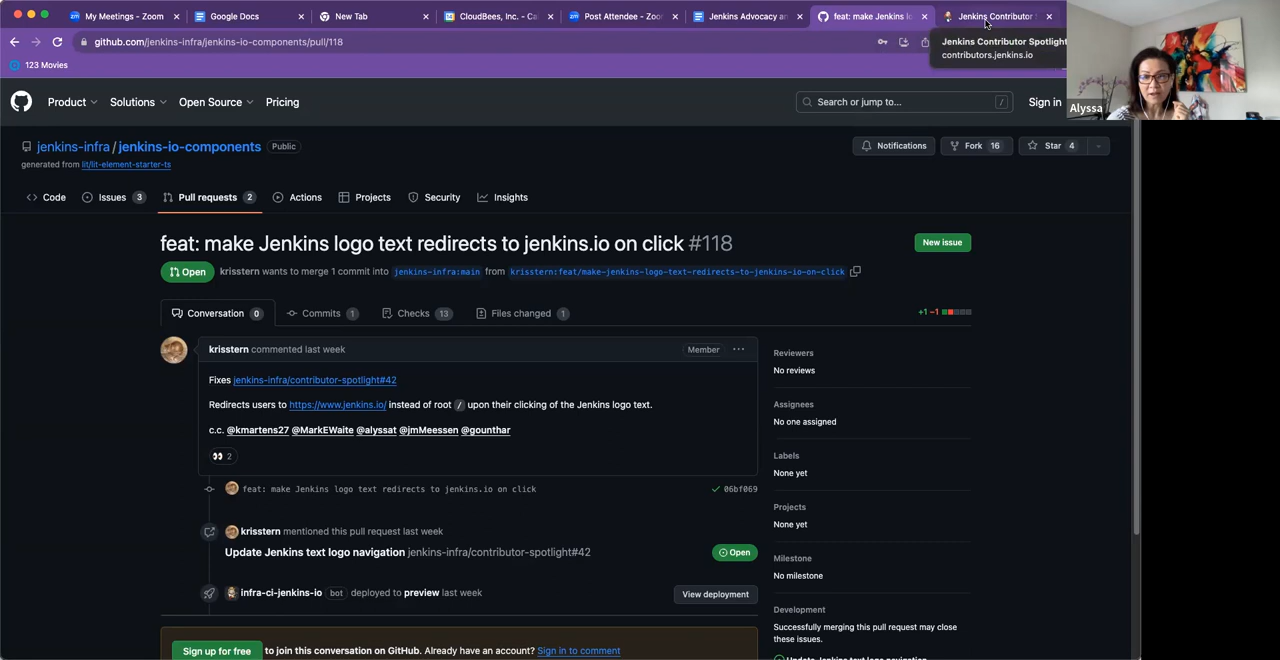 My Meetings - Zoom
Google Docs
New Tab
CloudBees, Inc. - Ca
Post Attendee - Zoo
Jenkins Advocacy an
feat: make Jenkins lo
Jenkins Contributor
github.com/jenkins-infra/jenkins-io-components/pull/118
Jenkins Contributor Spotlight
contributors.jenkins.io
123 Movies
Alyssa
Product
Solutions
Open Source
Pricing
Search or jump to...
/
Sign in
jenkins-infra / jenkins-io-components
Public
generated from lit/lit-element-starter-ts
Notifications
Fork 16
Star 4
Code
Issues 3
Pull requests 2
Actions
Projects
Security
Insights
feat: make Jenkins logo text redirects to jenkins.io on click #118
New issue
Open
krisstern wants to merge 1 commit into jenkins-infra:main from krisstern:feat/make-jenkins-logo-text-redirects-to-jenkins-io-on-click
Conversation 0
Commits 1
Checks 13
Files changed 1
+1 −1
krisstern commented last week
Member
Fixes jenkins-infra/contributor-spotlight#42
Redirects users to https://www.jenkins.io/ instead of root / upon their clicking of the Jenkins logo text.
c.c. @kmartens27 @MarkEWaite @alyssat @jmMeessen @gounthar
2
feat: make Jenkins logo text redirects to jenkins.io on click
06bf069
krisstern mentioned this pull request last week
Update Jenkins text logo navigation jenkins-infra/contributor-spotlight#42
Open
infra-ci-jenkins-io bot deployed to preview last week
View deployment
Sign up for free to join this conversation on GitHub. Already have an account? Sign in to comment
Reviewers
No reviews
Assignees
No one assigned
Labels
None yet
Projects
None yet
Milestone
No milestone
Development
Successfully merging this pull request may close
these issues.
Update Jenkins text logo navigation